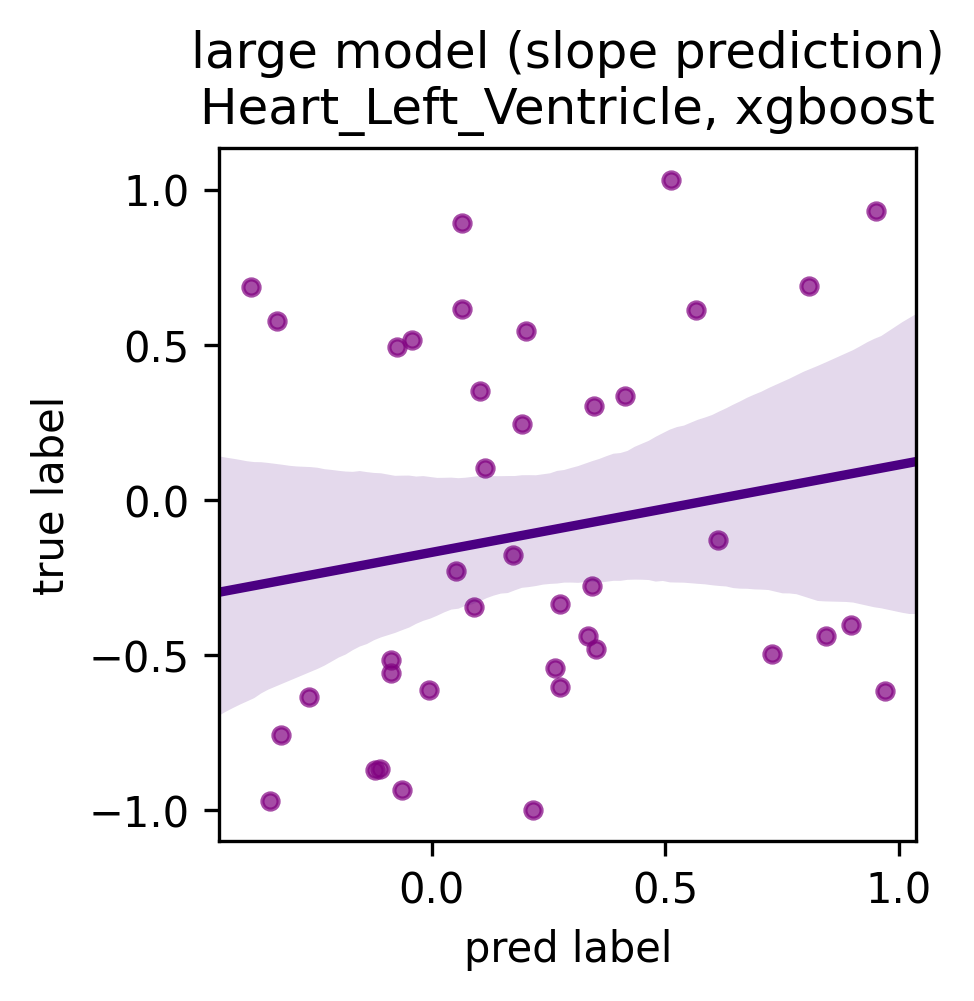 large model (slope prediction)
Heart_Left_Ventricle, xgboost
1.0
0.5
0.0
−0.5
−1.0
true label
0.0
0.5
1.0
pred label